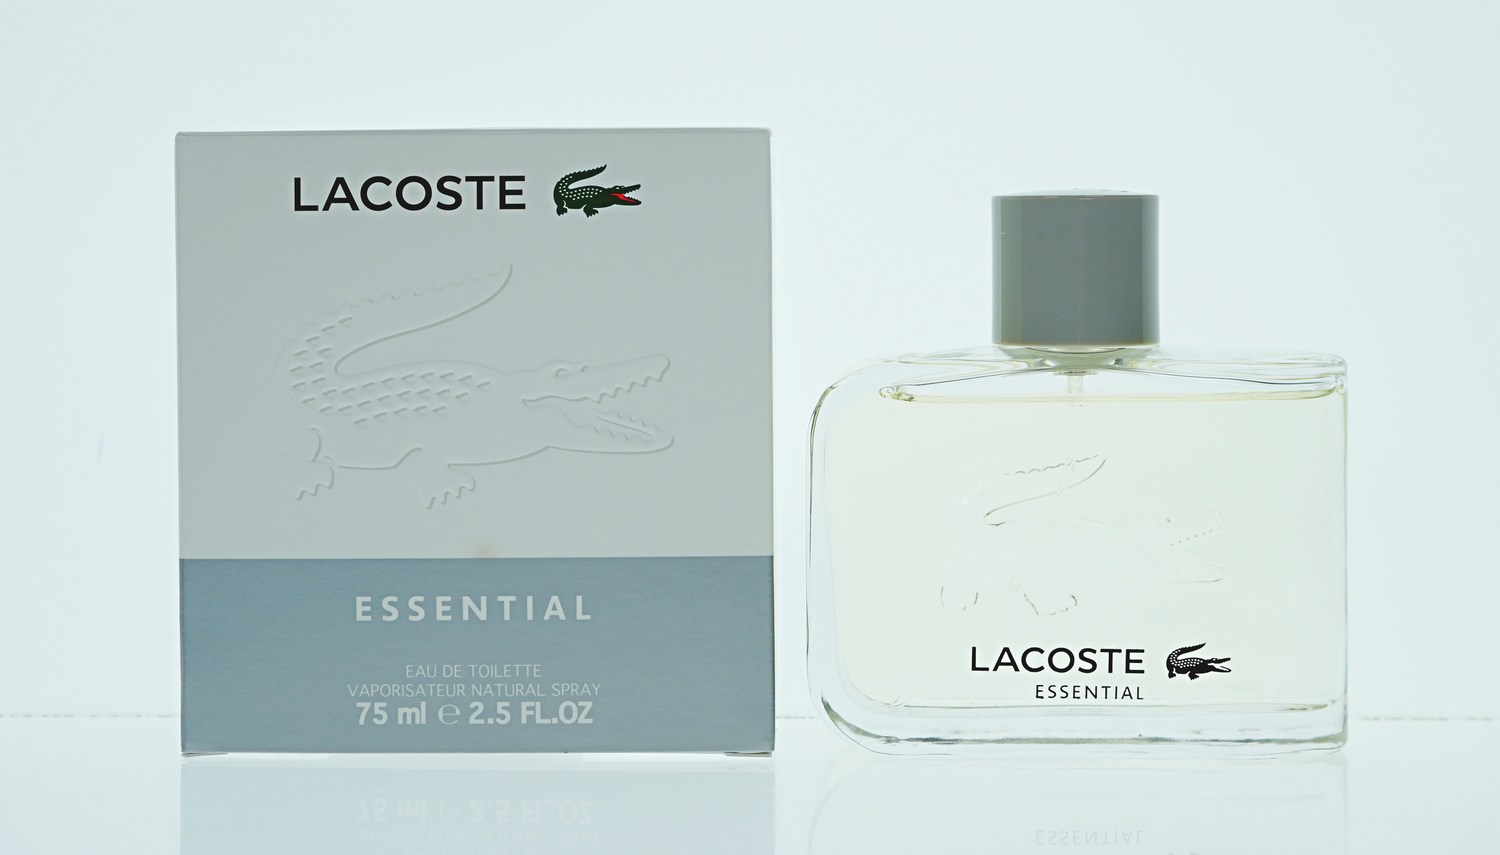 LACOSTE
ESSENTIAL
EAU DE TOILETTE
VAPORISATEUR NATURAL SPRAY
75 ml ℮ 2.5 FL.OZ
LACOSTE
ESSENTIAL